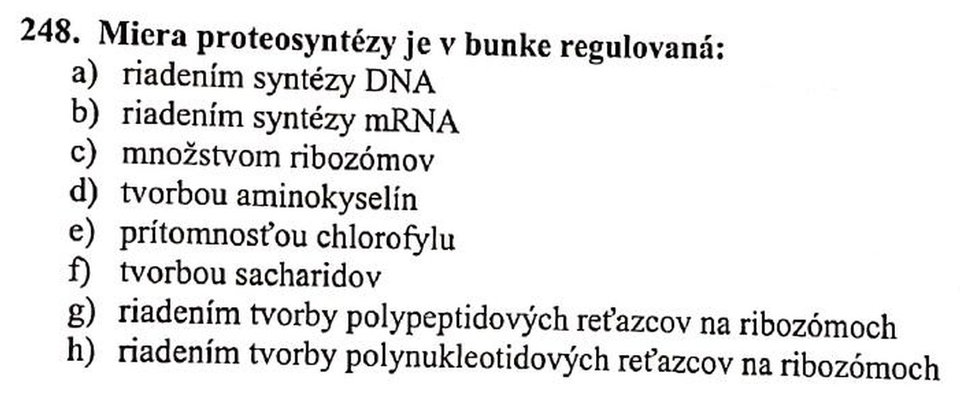 248. Miera proteosyntézy je v bunke regulovaná:
a) riadením syntézy DNA
b) riadením syntézy mRNA
c) množstvom ribozómov
d) tvorbou aminokyselín
e) prítomnosťou chlorofylu
f) tvorbou sacharidov
g) riadením tvorby polypeptidových reťazcov na ribozómoch
h) riadením tvorby polynukleotidových reťazcov na ribozómoch